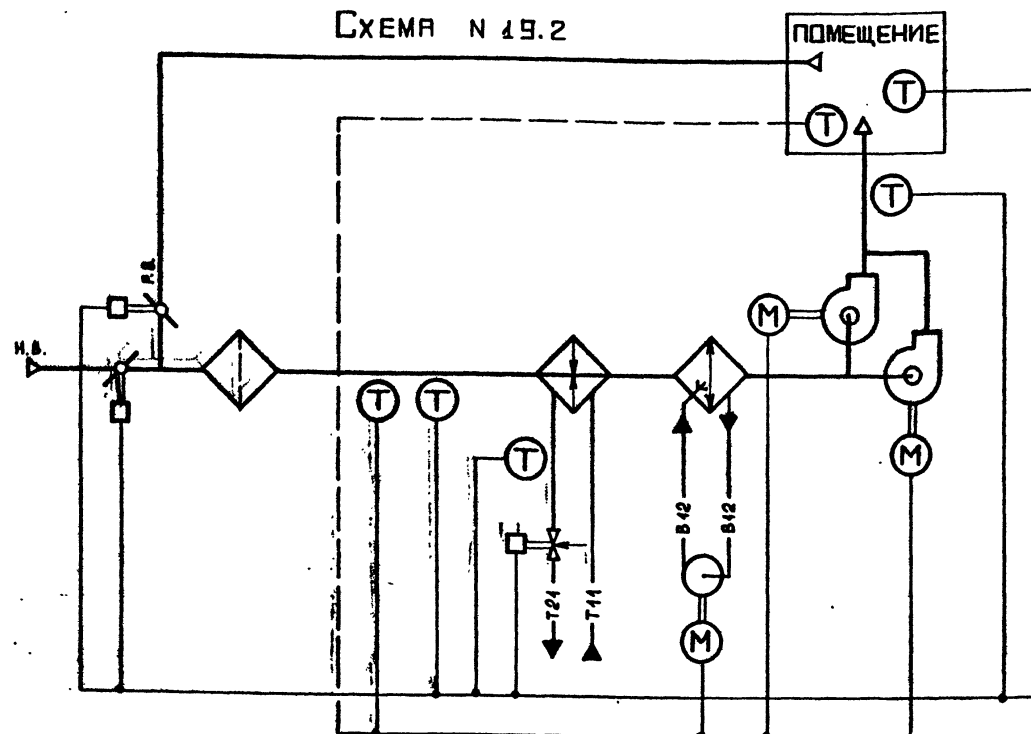 Схема N 19.2
ПОМЕЩЕНИЕ
Т
Т
Т
Р.В.
М
Н.В.
Т
Т
Т
М
В12
В12
Т21
Т11
М